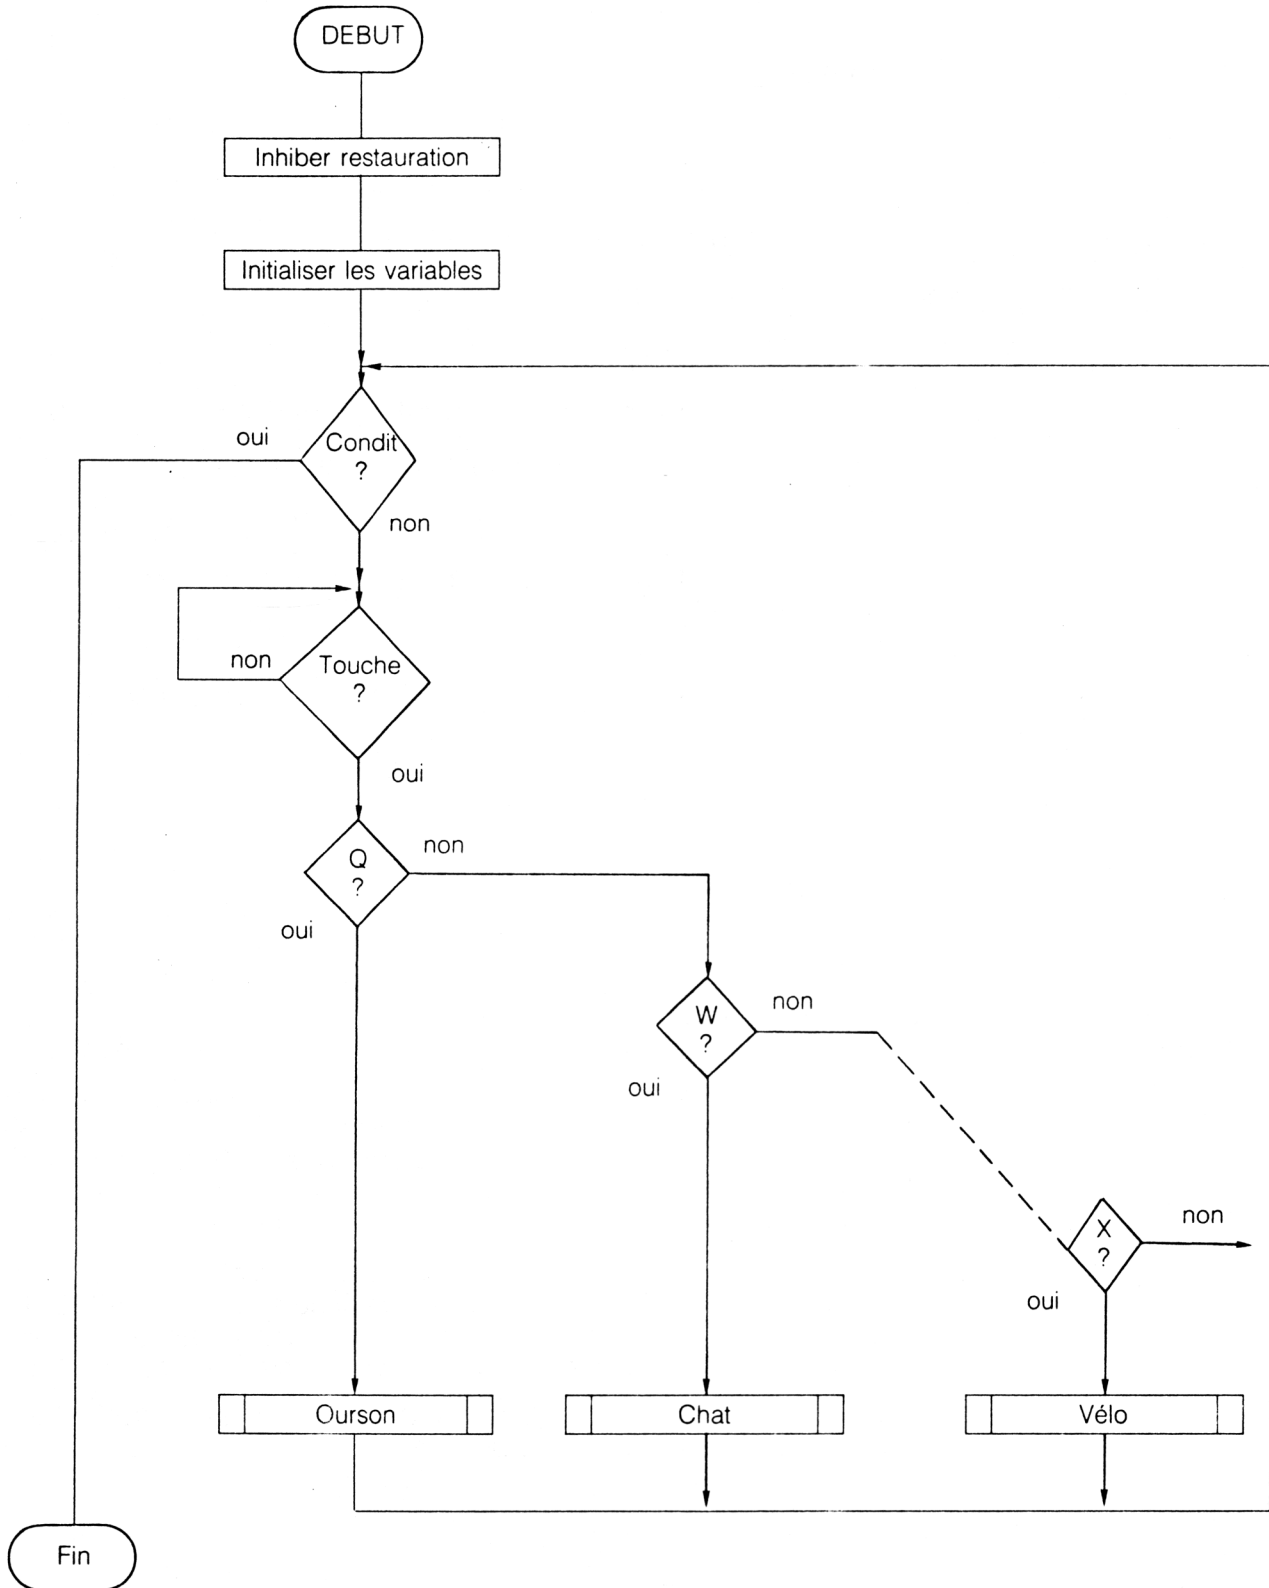 DEBUT
Inhiber restauration
Initialiser les variables
oui
Condit
?
non
non
Touche
?
oui
Q
?
non
oui
W
?
non
oui
X
?
non
oui
Ourson
Chat
Vélo
Fin